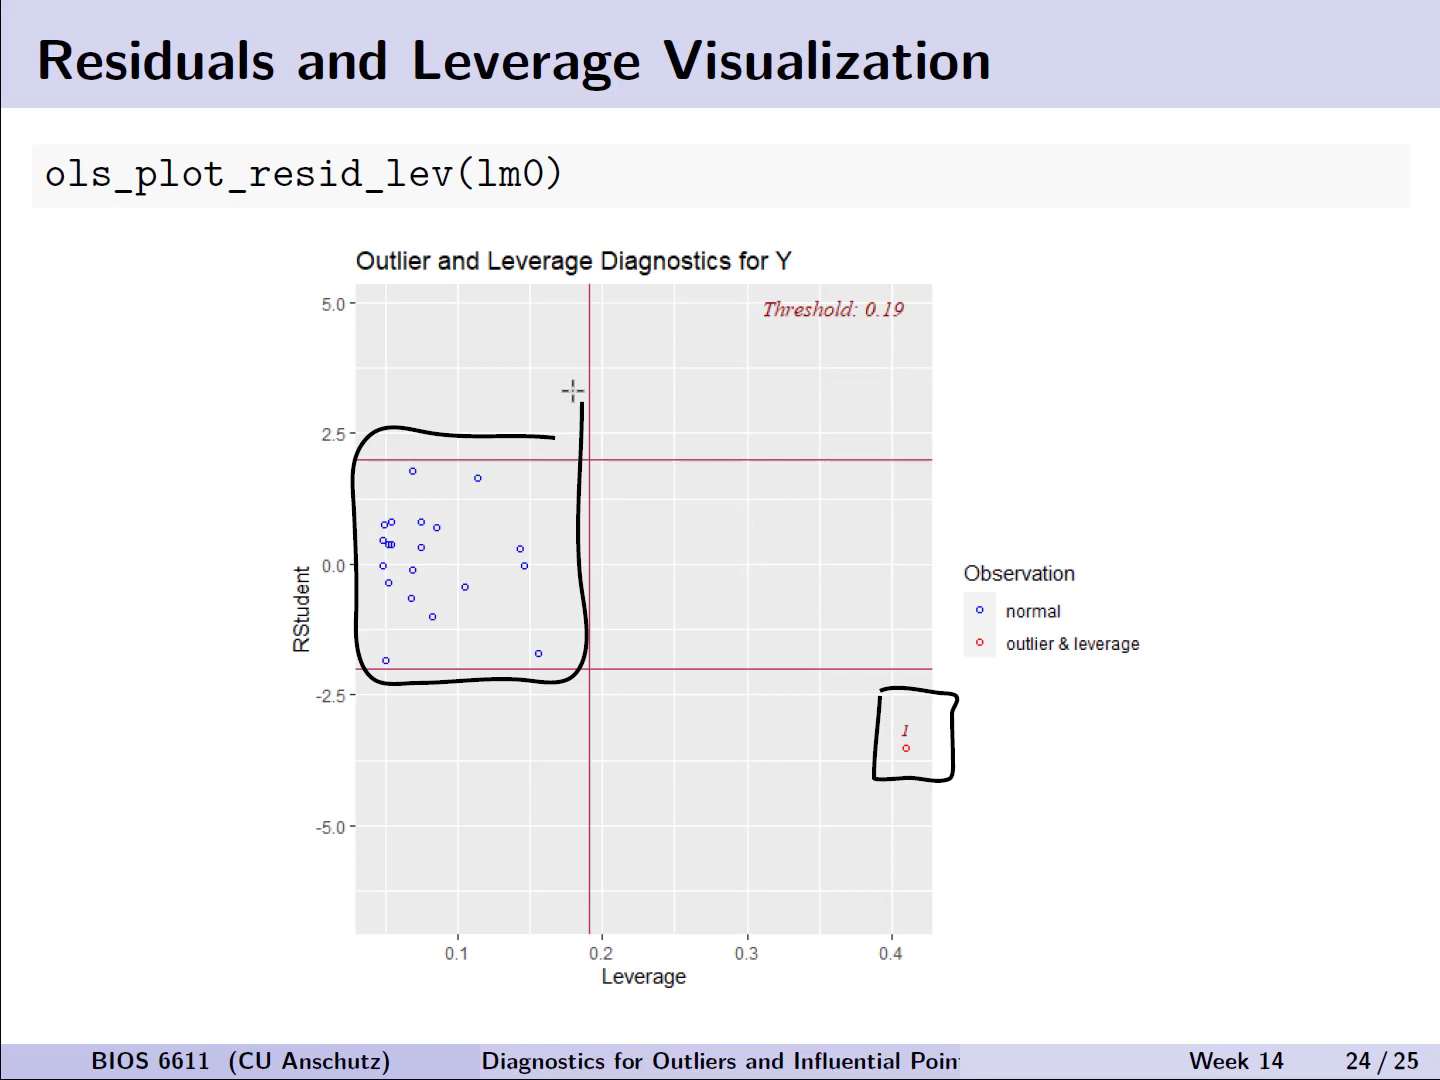 Residuals and Leverage Visualization
ols_plot_resid_lev(lm0)
Outlier and Leverage Diagnostics for Y
Threshold: 0.19
5.0
2.5
0.0
-2.5
-5.0
RStudent
1
0.1 0.2 0.3 0.4
Leverage
Observation
normal
outlier & leverage
BIOS 6611 (CU Anschutz) Diagnostics for Outliers and Influential Poin Week 14 24 / 25